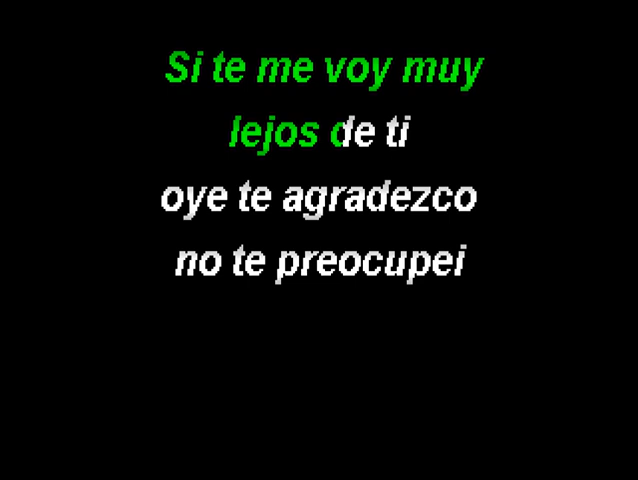 Si te me voy muy
lejos de ti
oye te agradezco
no te preocupei